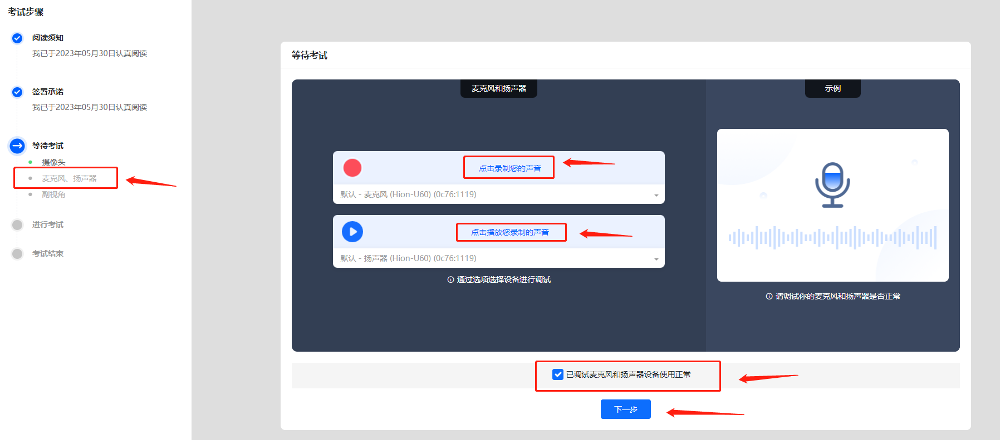 考试步骤
阅读须知
我已于2023年05月30日认真阅读
签署承诺
我已于2023年05月30日认真阅读
等待考试
摄像头
麦克风、扬声器
副视角
进行考试
考试结束
等待考试
麦克风和扬声器
点击录制您的声音
默认 - 麦克风 (Hion-U60) (0c76:1119)
点击播放您录制的声音
默认 - 扬声器 (Hion-U60) (0c76:1119)
通过选项选择设备进行调试
示例
请调试你的麦克风和扬声器是否正常
已调试麦克风和扬声器设备使用正常
下一步